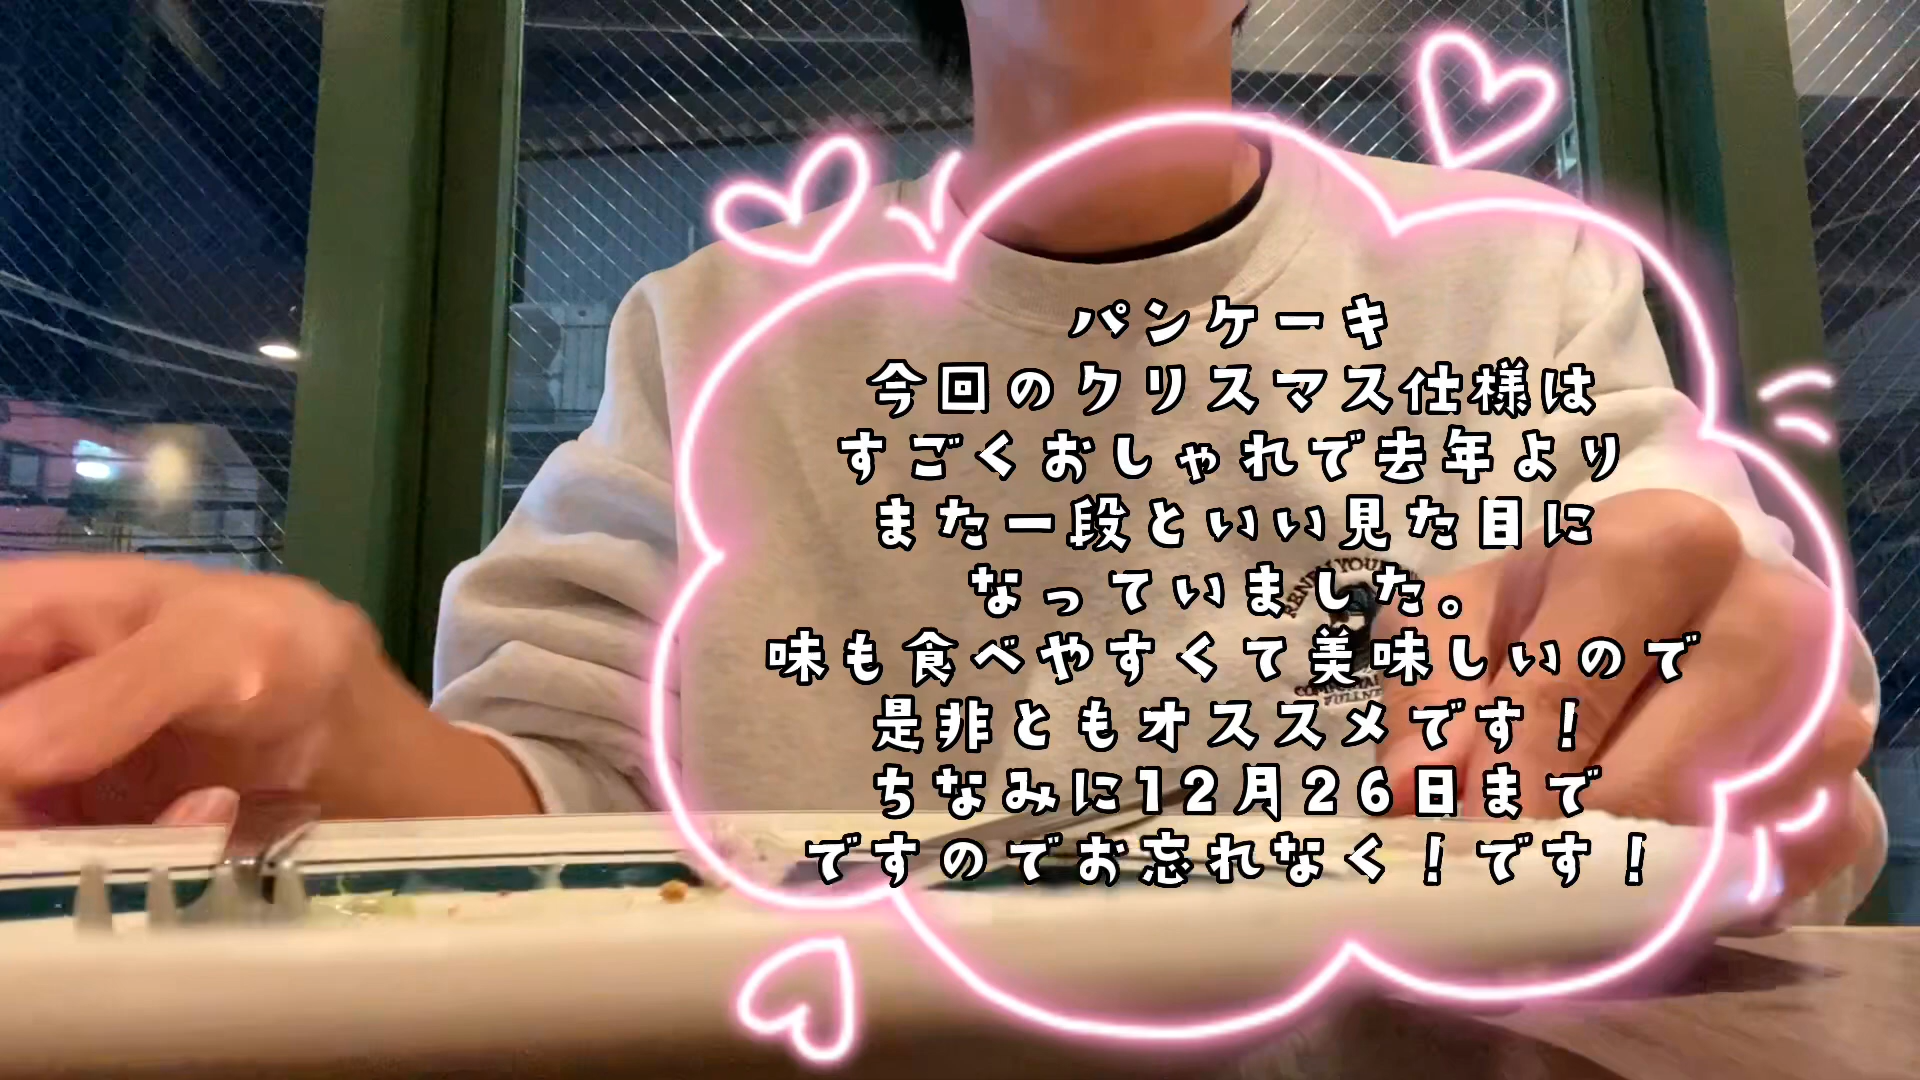 パンケーキ
今回のクリスマス仕様は
すごくおしゃれで去年より
また一段といい見た目に
なっていました。
味も食べやすくて美味しいので
是非ともオススメです！
ちなみに12月26日まで
ですのでお忘れなく！です！